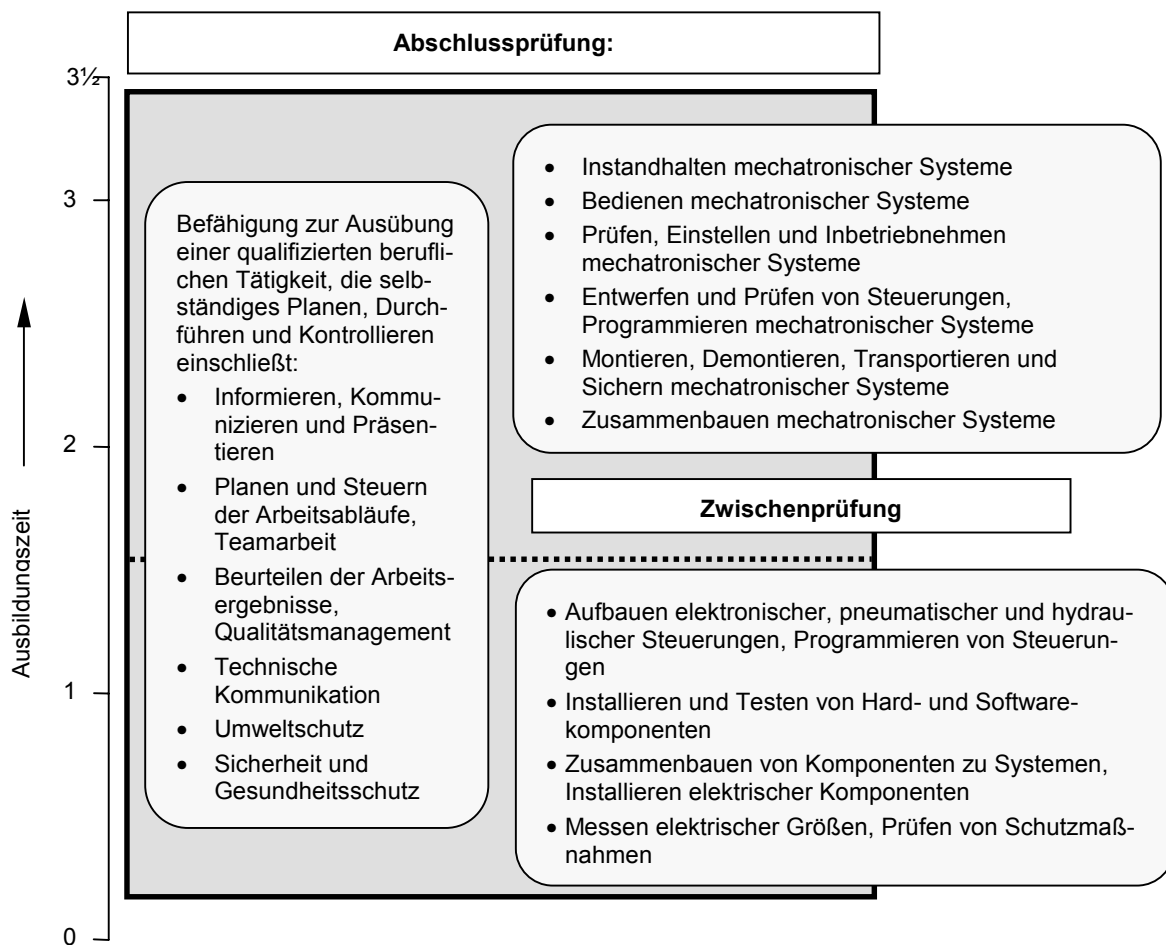 Abschlussprüfung:
3½
3
2
1
0
Ausbildungszeit
Befähigung zur Ausübung
einer qualifizierten berufli-
chen Tätigkeit, die selb-
ständiges Planen, Durch-
führen und Kontrollieren
einschließt:
• Informieren, Kommu-
nizieren und Präsen-
tieren
• Planen und Steuern
der Arbeitsabläufe,
Teamarbeit
• Beurteilen der Arbeits-
ergebnisse,
Qualitätsmanagement
• Technische
Kommunikation
• Umweltschutz
• Sicherheit und
Gesundheitsschutz
• Instandhalten mechatronischer Systeme
• Bedienen mechatronischer Systeme
• Prüfen, Einstellen und Inbetriebnehmen
mechatronischer Systeme
• Entwerfen und Prüfen von Steuerungen,
Programmieren mechatronischer Systeme
• Montieren, Demontieren, Transportieren und
Sichern mechatronischer Systeme
• Zusammenbauen mechatronischer Systeme
Zwischenprüfung
• Aufbauen elektronischer, pneumatischer und hydrau-
lischer Steuerungen, Programmieren von Steuerun-
gen
• Installieren und Testen von Hard- und Software-
komponenten
• Zusammenbauen von Komponenten zu Systemen,
Installieren elektrischer Komponenten
• Messen elektrischer Größen, Prüfen von Schutzmaß-
nahmen